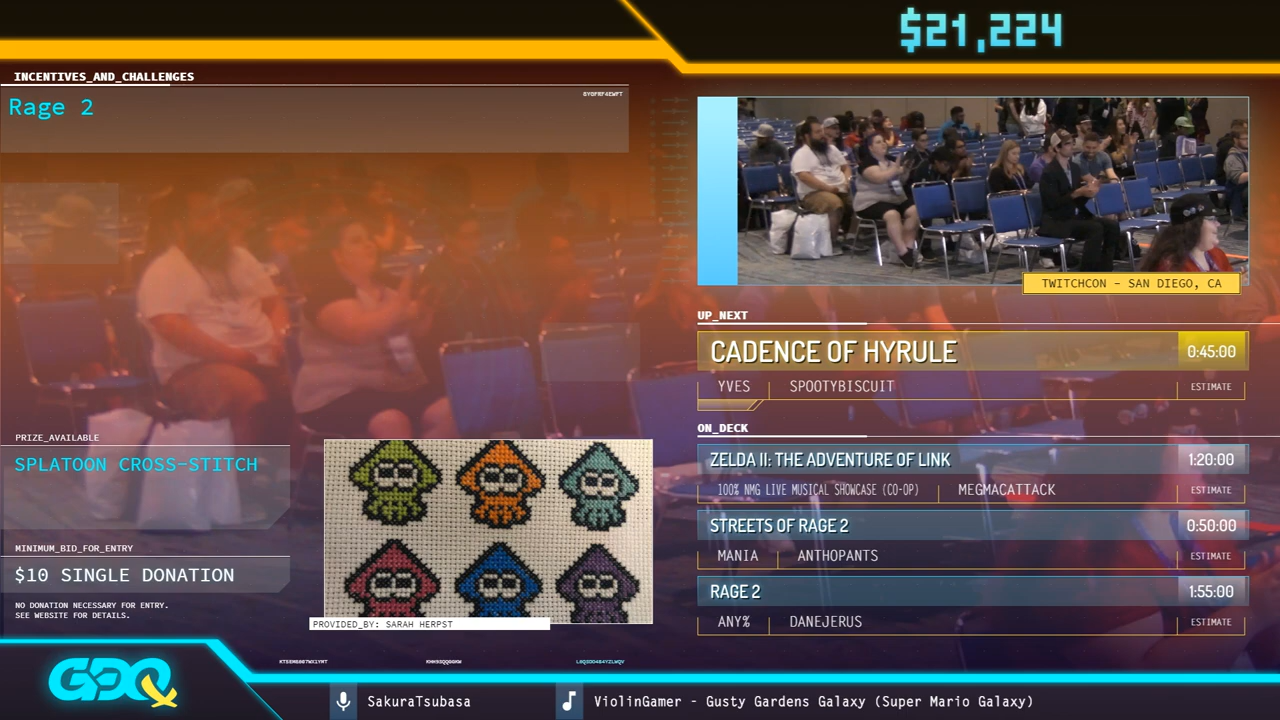 $21,224
INCENTIVES_AND_CHALLENGES
Rage 2
TWITCHCON - SAN DIEGO, CA
UP_NEXT
CADENCE OF HYRULE
0:45:00
YVES
SPOOTYBISCUIT
ESTIMATE
ON_DECK
ZELDA II: THE ADVENTURE OF LINK
1:20:00
100% NMG LIVE MUSICAL SHOWCASE (CO-OP)
MEGMACATTACK
ESTIMATE
STREETS OF RAGE 2
0:50:00
MANIA
ANTHOPANTS
ESTIMATE
RAGE 2
1:55:00
ANY%
DANEJERUS
ESTIMATE
PRIZE_AVAILABLE
SPLATOON CROSS-STITCH
MINIMUM_BID_FOR_ENTRY
$10 SINGLE DONATION
NO DONATION NECESSARY FOR ENTRY.
SEE WEBSITE FOR DETAILS.
PROVIDED_BY: SARAH HERPST
GDQ
SakuraTsubasa
ViolinGamer - Gusty Gardens Galaxy (Super Mario Galaxy)